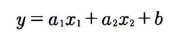 y = a₁x₁ + a₂x₂ + b